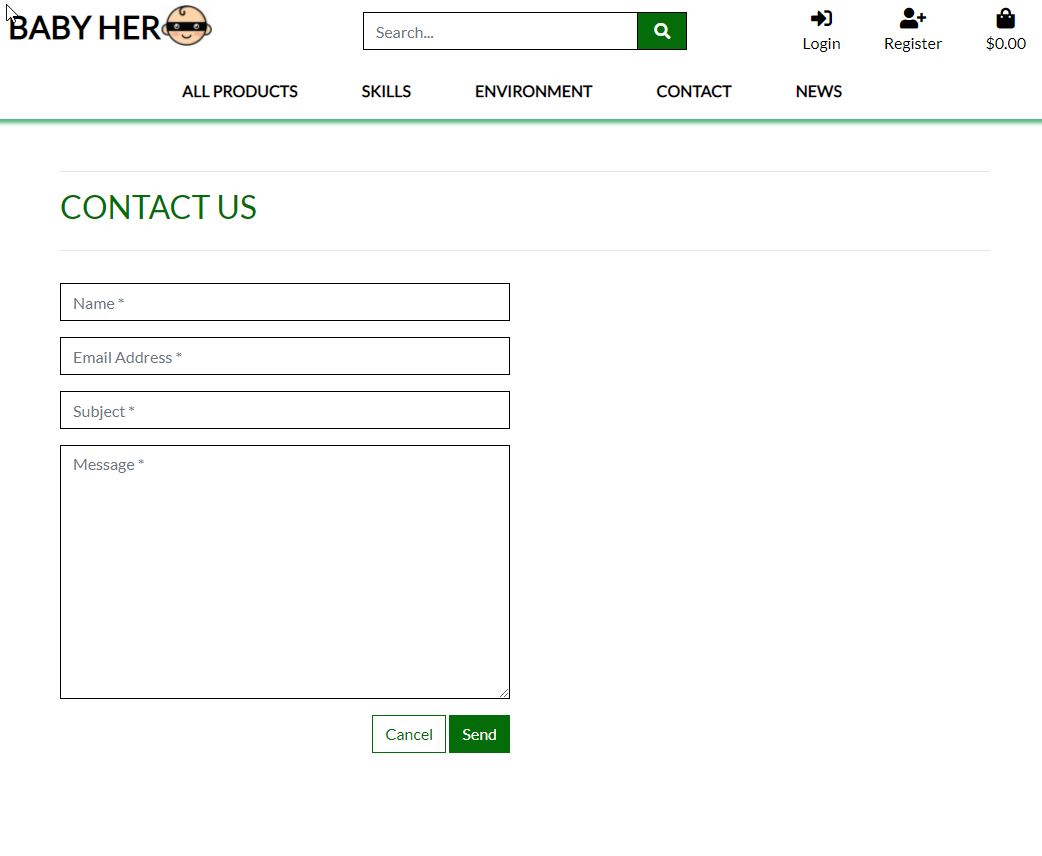 BABY HER
Search...
Login
Register
$0.00
ALL PRODUCTS
SKILLS
ENVIRONMENT
CONTACT
NEWS
CONTACT US
Name *
Email Address *
Subject *
Message *
Cancel
Send